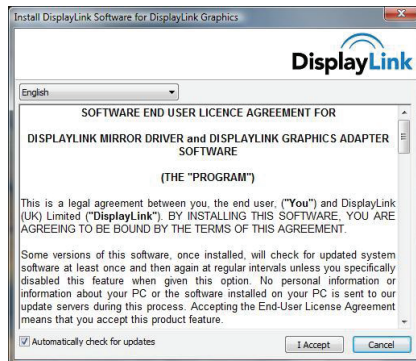 Install DisplayLink Software for DisplayLink Graphics
DisplayLink
English
SOFTWARE END USER LICENCE AGREEMENT FOR
DISPLAYLINK MIRROR DRIVER and DISPLAYLINK GRAPHICS ADAPTER
SOFTWARE
(THE "PROGRAM")
This is a legal agreement between you, the end user, ("You") and DisplayLink
(UK) Limited ("DisplayLink"). BY INSTALLING THIS SOFTWARE, YOU ARE
AGREEING TO BE BOUND BY THE TERMS OF THIS AGREEMENT.
Some versions of this software, once installed, will check for updated system
software at least once and then again at regular intervals unless you specifically
disabled this feature when given this option. No personal information or
information about your PC or the software installed on your PC is sent to our
update servers during this process. Accepting the End-User License Agreement
means that you accept this product feature.
Automatically check for updates
I Accept
Cancel